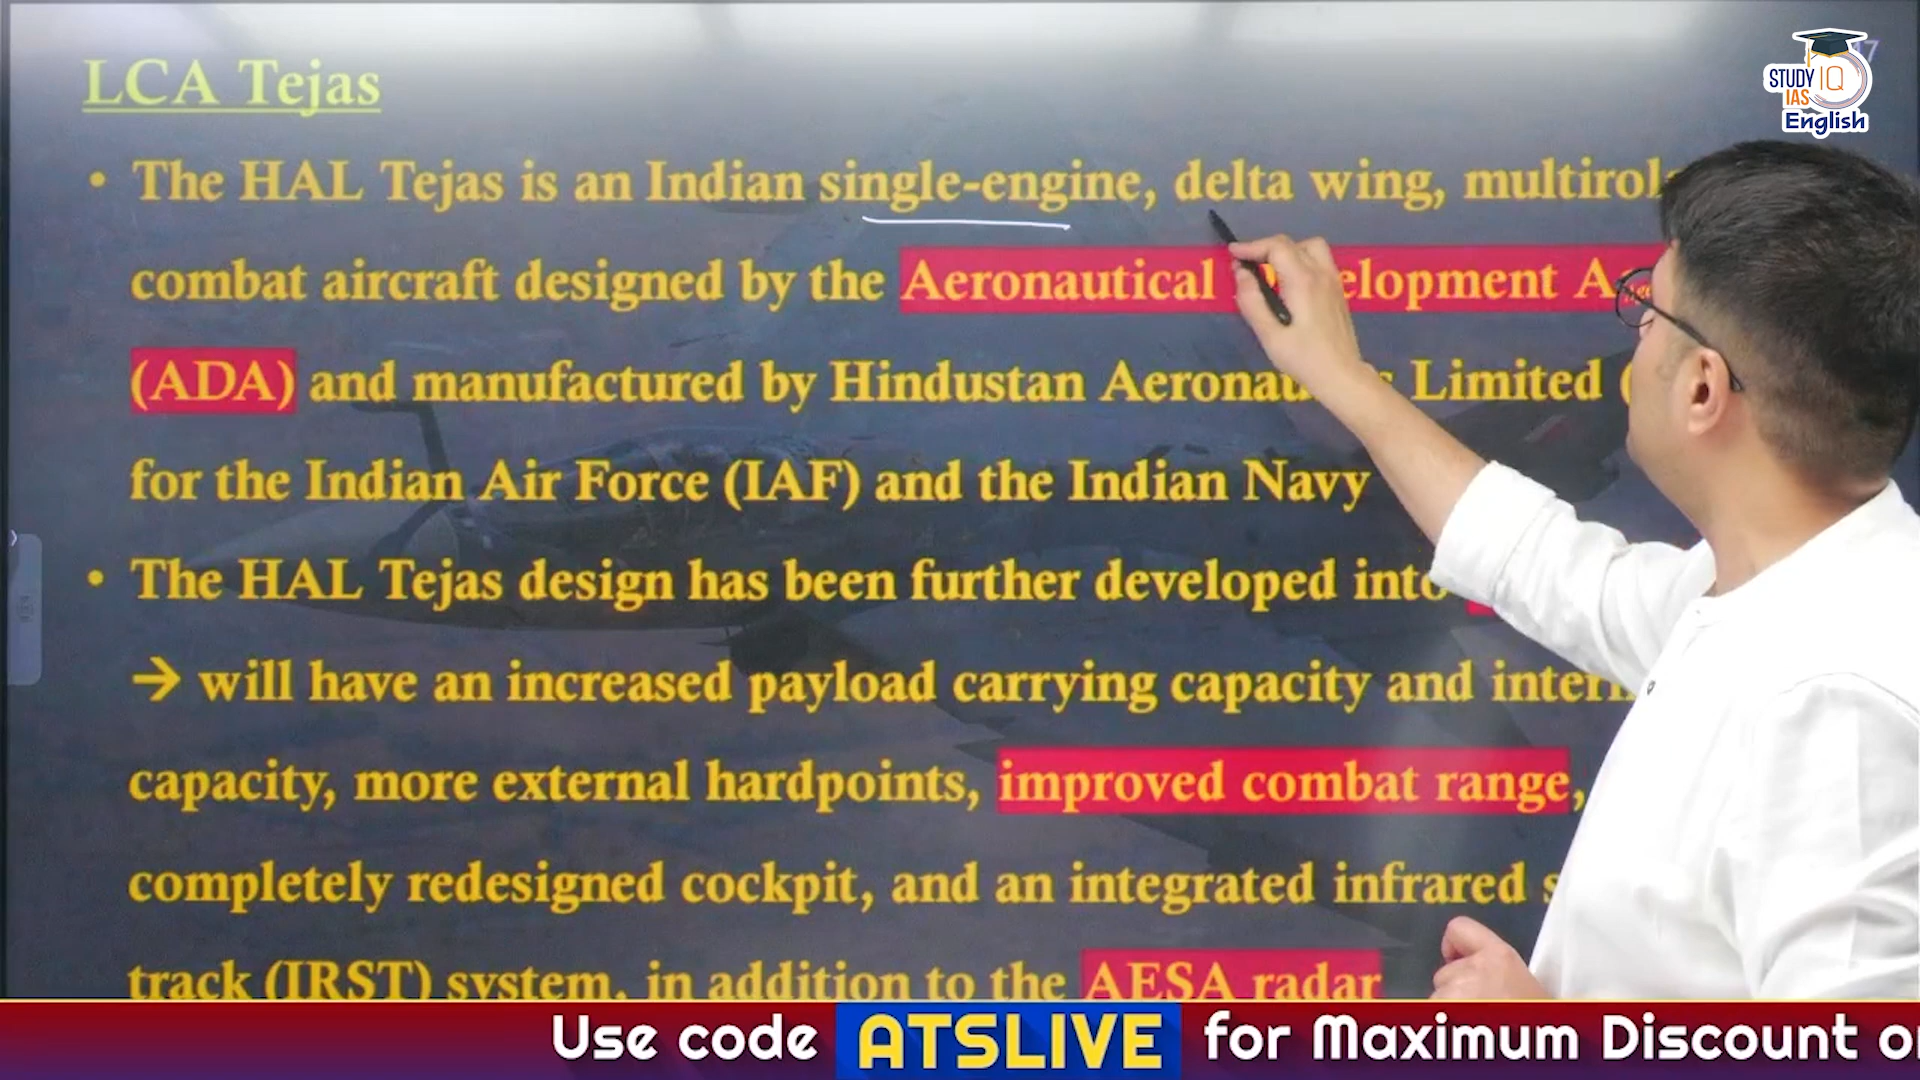 LCA Tejas
STUDY IQ
IAS
English
• The HAL Tejas is an Indian single-engine, delta wing,
combat aircraft designed by the Aeronautical
(ADA) and manufactured by Hindustan Limited
for the Indian Air Force (IAF) and the Indian Navy
• The HAL Tejas design has been further developed into
→ will have an increased payload carrying capacity and
capacity, more external hardpoints, improved combat range,
completely redesigned cockpit, and an integrated infrared
track (IRST) system, in addition to the AESA radar
Use code ATSLIVE for Maximum Discount